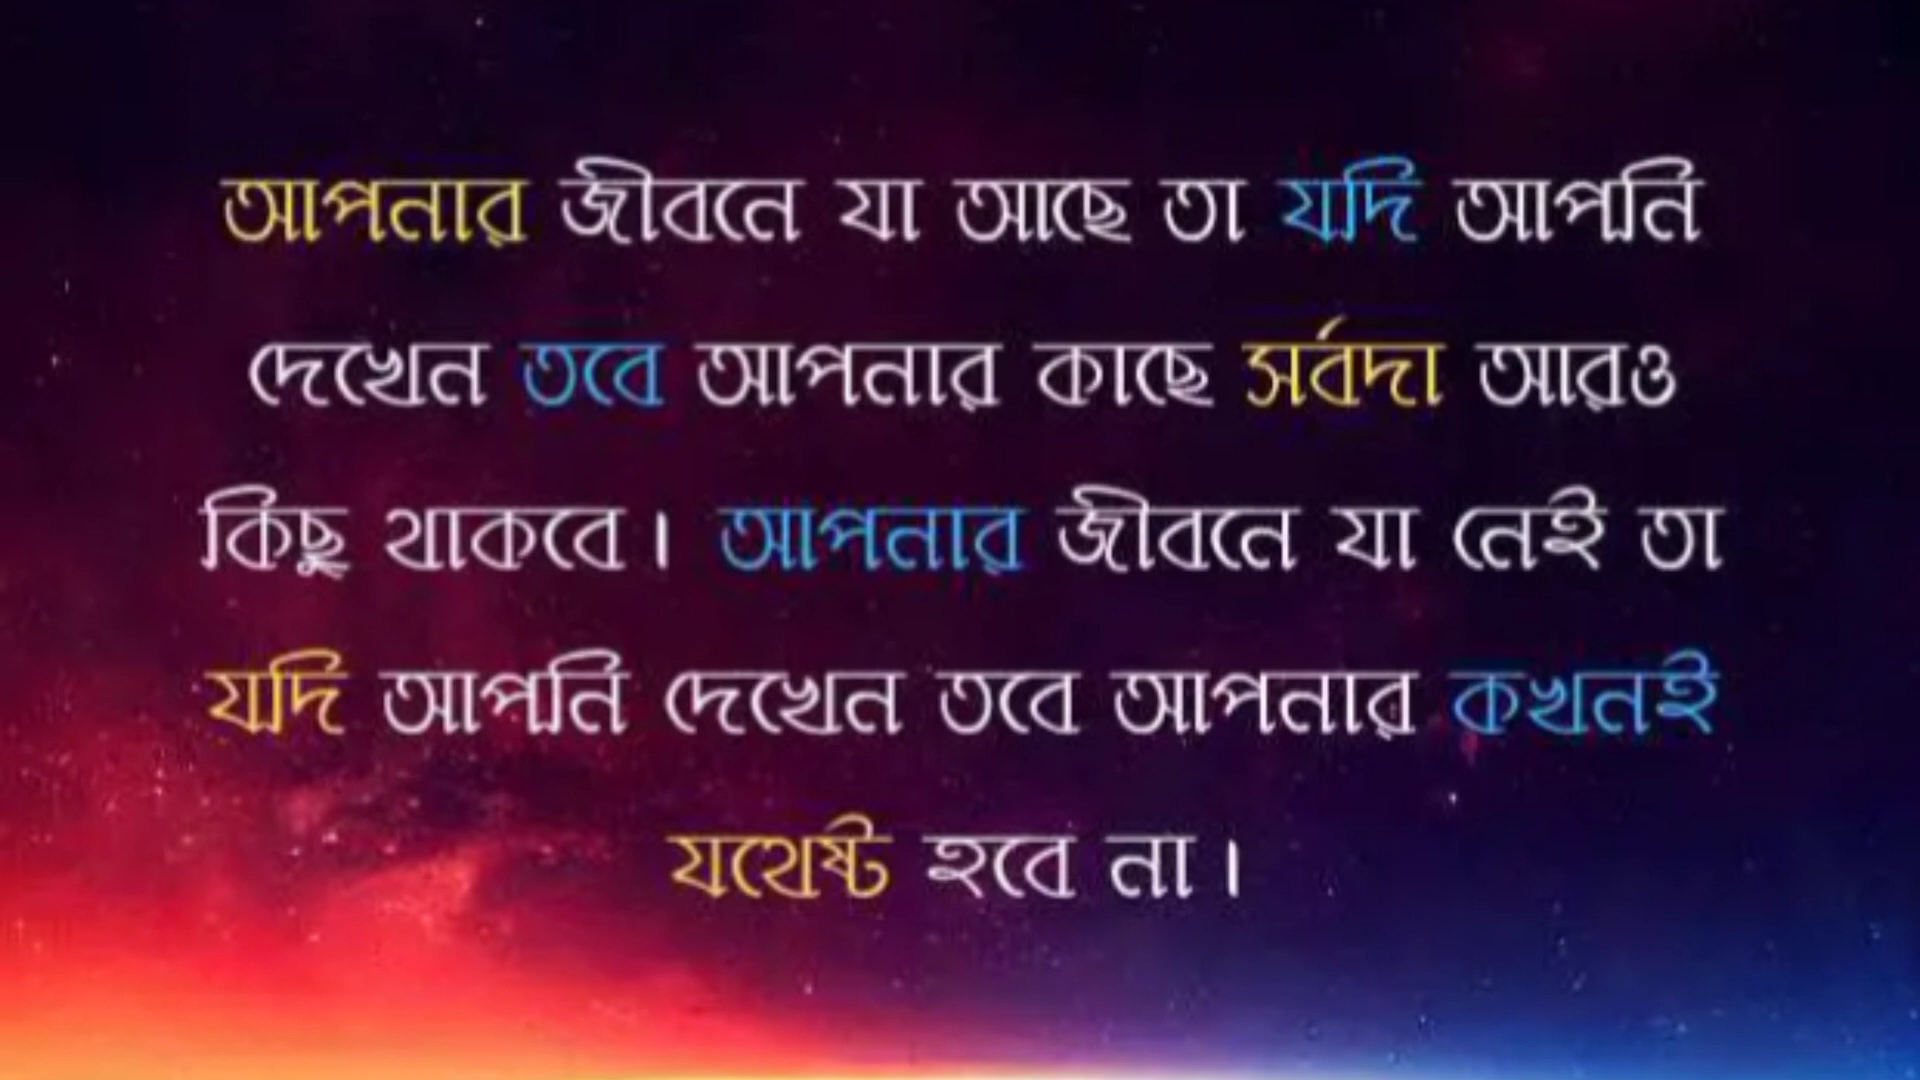 আপনার জীবনে যা আছে তা যদি আপনি
দেখেন তবে আপনার কাছে সর্বদা আরও
কিছু থাকবে। আপনার জীবনে যা নেই তা
যদি আপনি দেখেন তবে আপনার কখনই
যথেষ্ট হবে না।